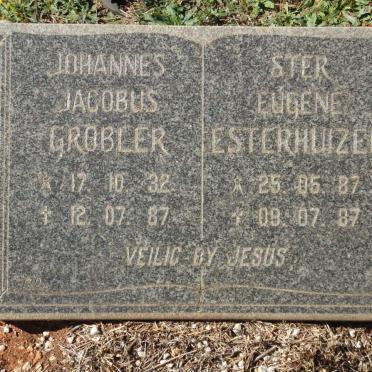 JOHANNES
JACOBUS
GROBLER
* 17. 10. 32.
+ 12. 07. 87.
STER
EUGENE
ESTERHUIZEN
* 25. 05. 87.
+ 09. 07. 87.
VEILIG BY JESUS